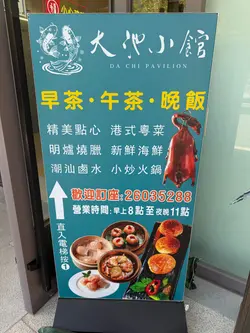 大池小館
DA CHI PAVILION
早茶·午茶·晚飯
精美點心 港式粵菜
明爐燒臘 新鮮海鮮
潮汕鹵水 小炒火鍋
歡迎訂座:26035288
營業時間:早上8點至夜晚11點
直入電梯按1